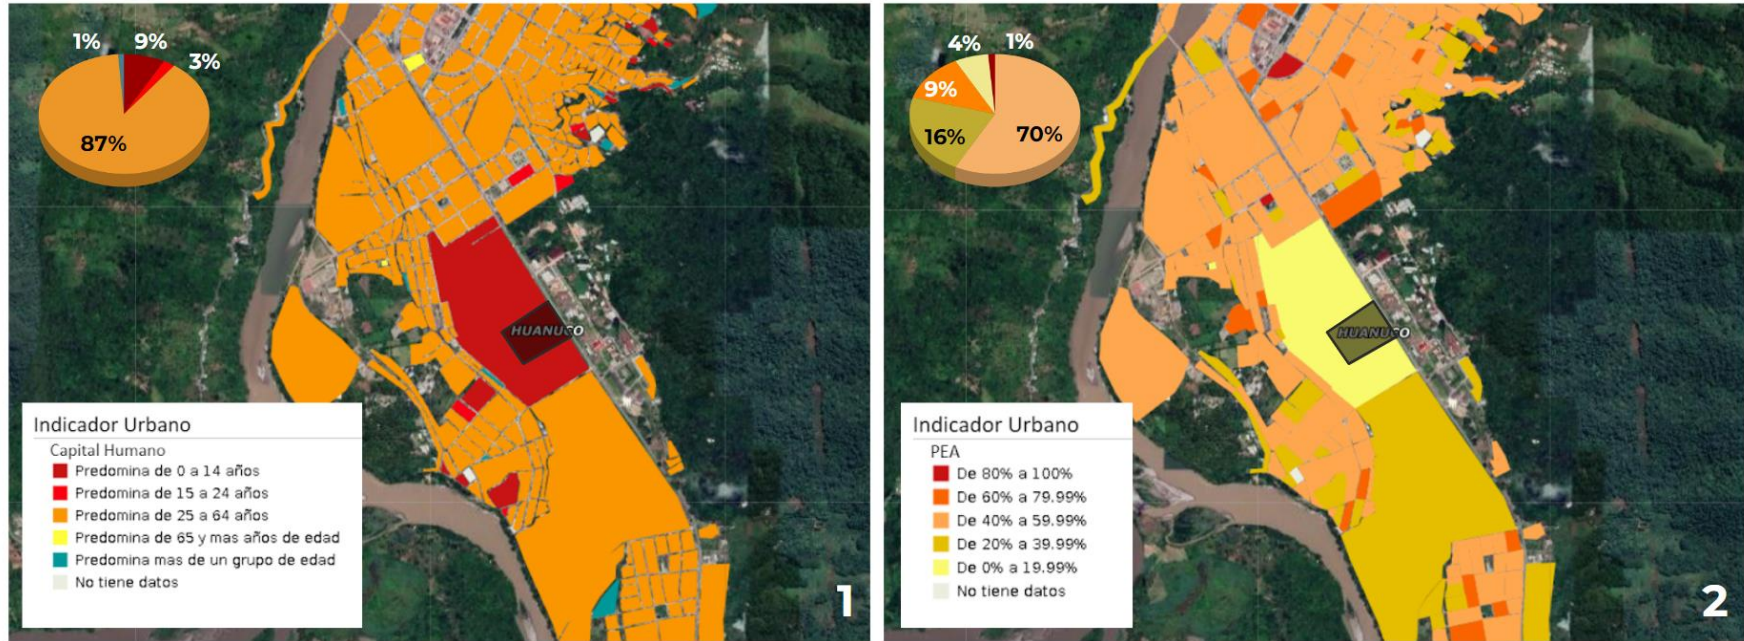 1%
9%
3%
87%
HUANUCO
Indicador Urbano
Capital Humano
Predomina de 0 a 14 años
Predomina de 15 a 24 años
Predomina de 25 a 64 años
Predomina de 65 y mas años de edad
Predomina mas de un grupo de edad
No tiene datos
1
4%
1%
9%
16%
70%
HUANUCO
Indicador Urbano
PEA
De 80% a 100%
De 60% a 79.99%
De 40% a 59.99%
De 20% a 39.99%
De 0% a 19.99%
No tiene datos
2